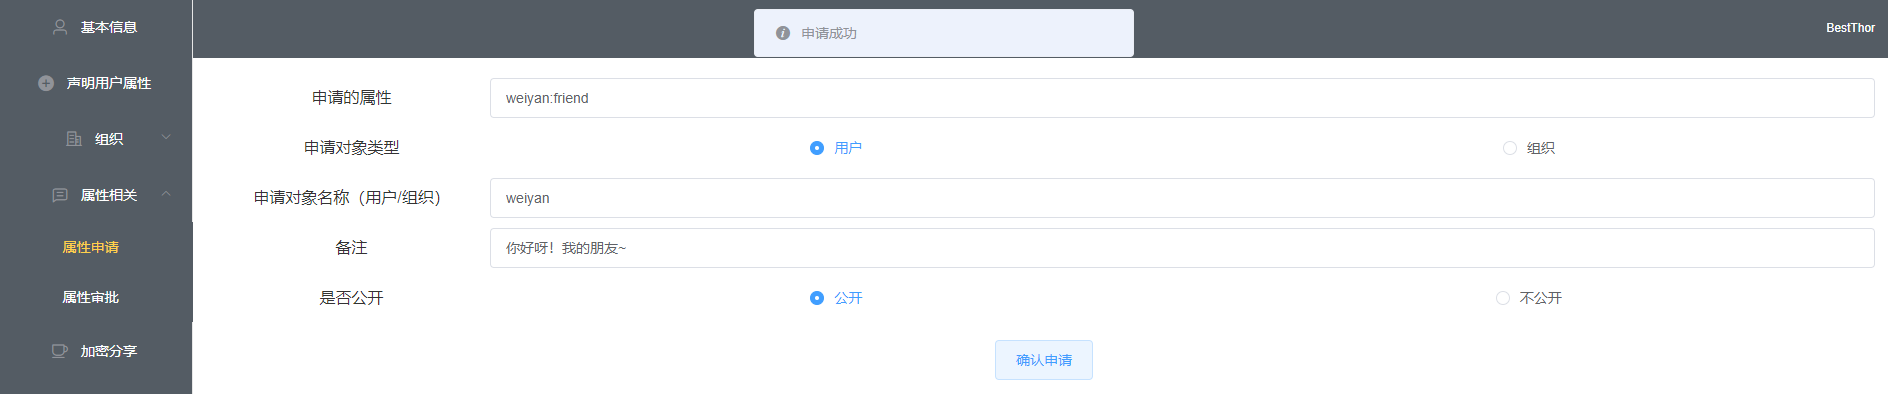 基本信息
声明用户属性
组织
属性相关
属性申请
属性审批
加密分享
申请成功
BestThor
申请的属性
weiyan:friend
申请对象类型
用户
组织
申请对象名称（用户/组织）
weiyan
备注
你好呀！我的朋友~
是否公开
公开
不公开
确认申请